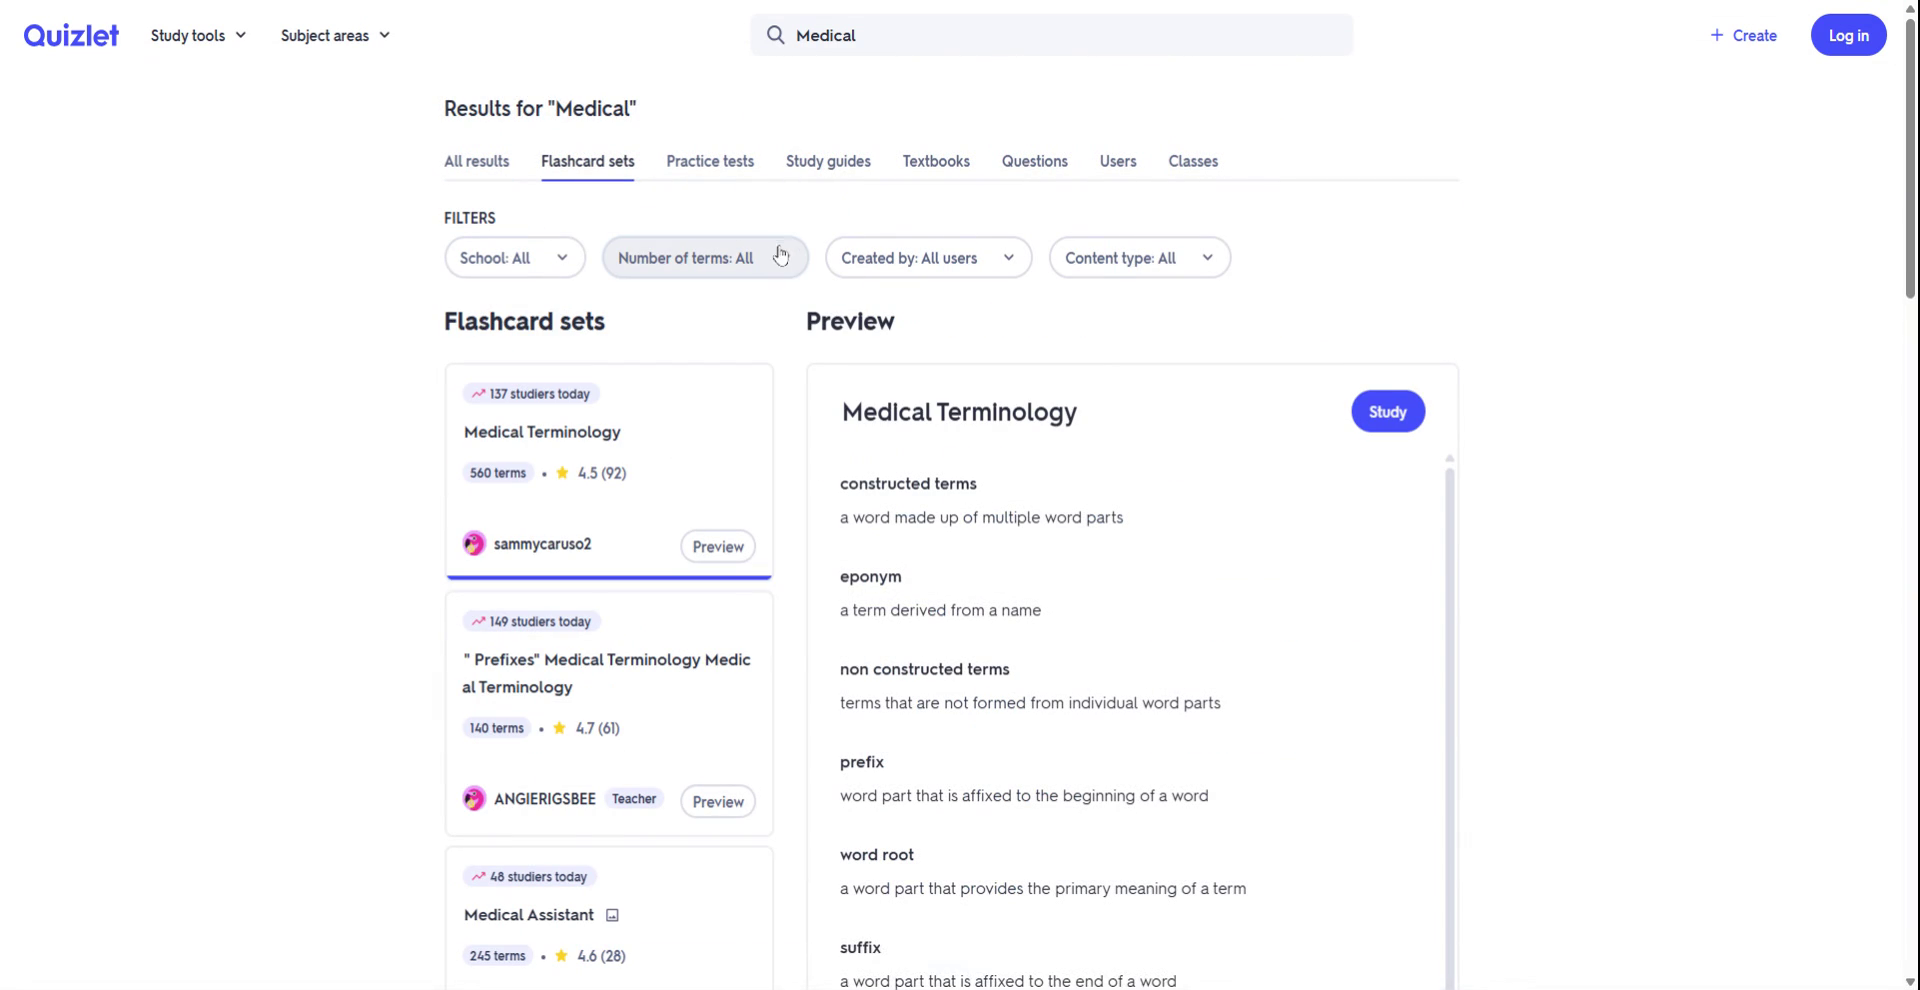 Quizlet
Study tools
Subject areas
Medical
+ Create
Log in
Results for "Medical"
All results
Flashcard sets
Practice tests
Study guides
Textbooks
Questions
Users
Classes
FILTERS
School: All
Number of terms: All
Created by: All users
Content type: All
Flashcard sets
137 studiers today
Medical Terminology
560 terms • 4.5 (92)
sammycaruso2
Preview
149 studiers today
" Prefixes" Medical Terminology Medic
al Terminology
140 terms • 4.7 (61)
ANGIERIGSBEE Teacher
Preview
48 studiers today
Medical Assistant
245 terms • 4.6 (28)
Preview
Medical Terminology
Study
constructed terms
a word made up of multiple word parts
eponym
a term derived from a name
non constructed terms
terms that are not formed from individual word parts
prefix
word part that is affixed to the beginning of a word
word root
a word part that provides the primary meaning of a term
suffix
a word part that is affixed to the end of a word